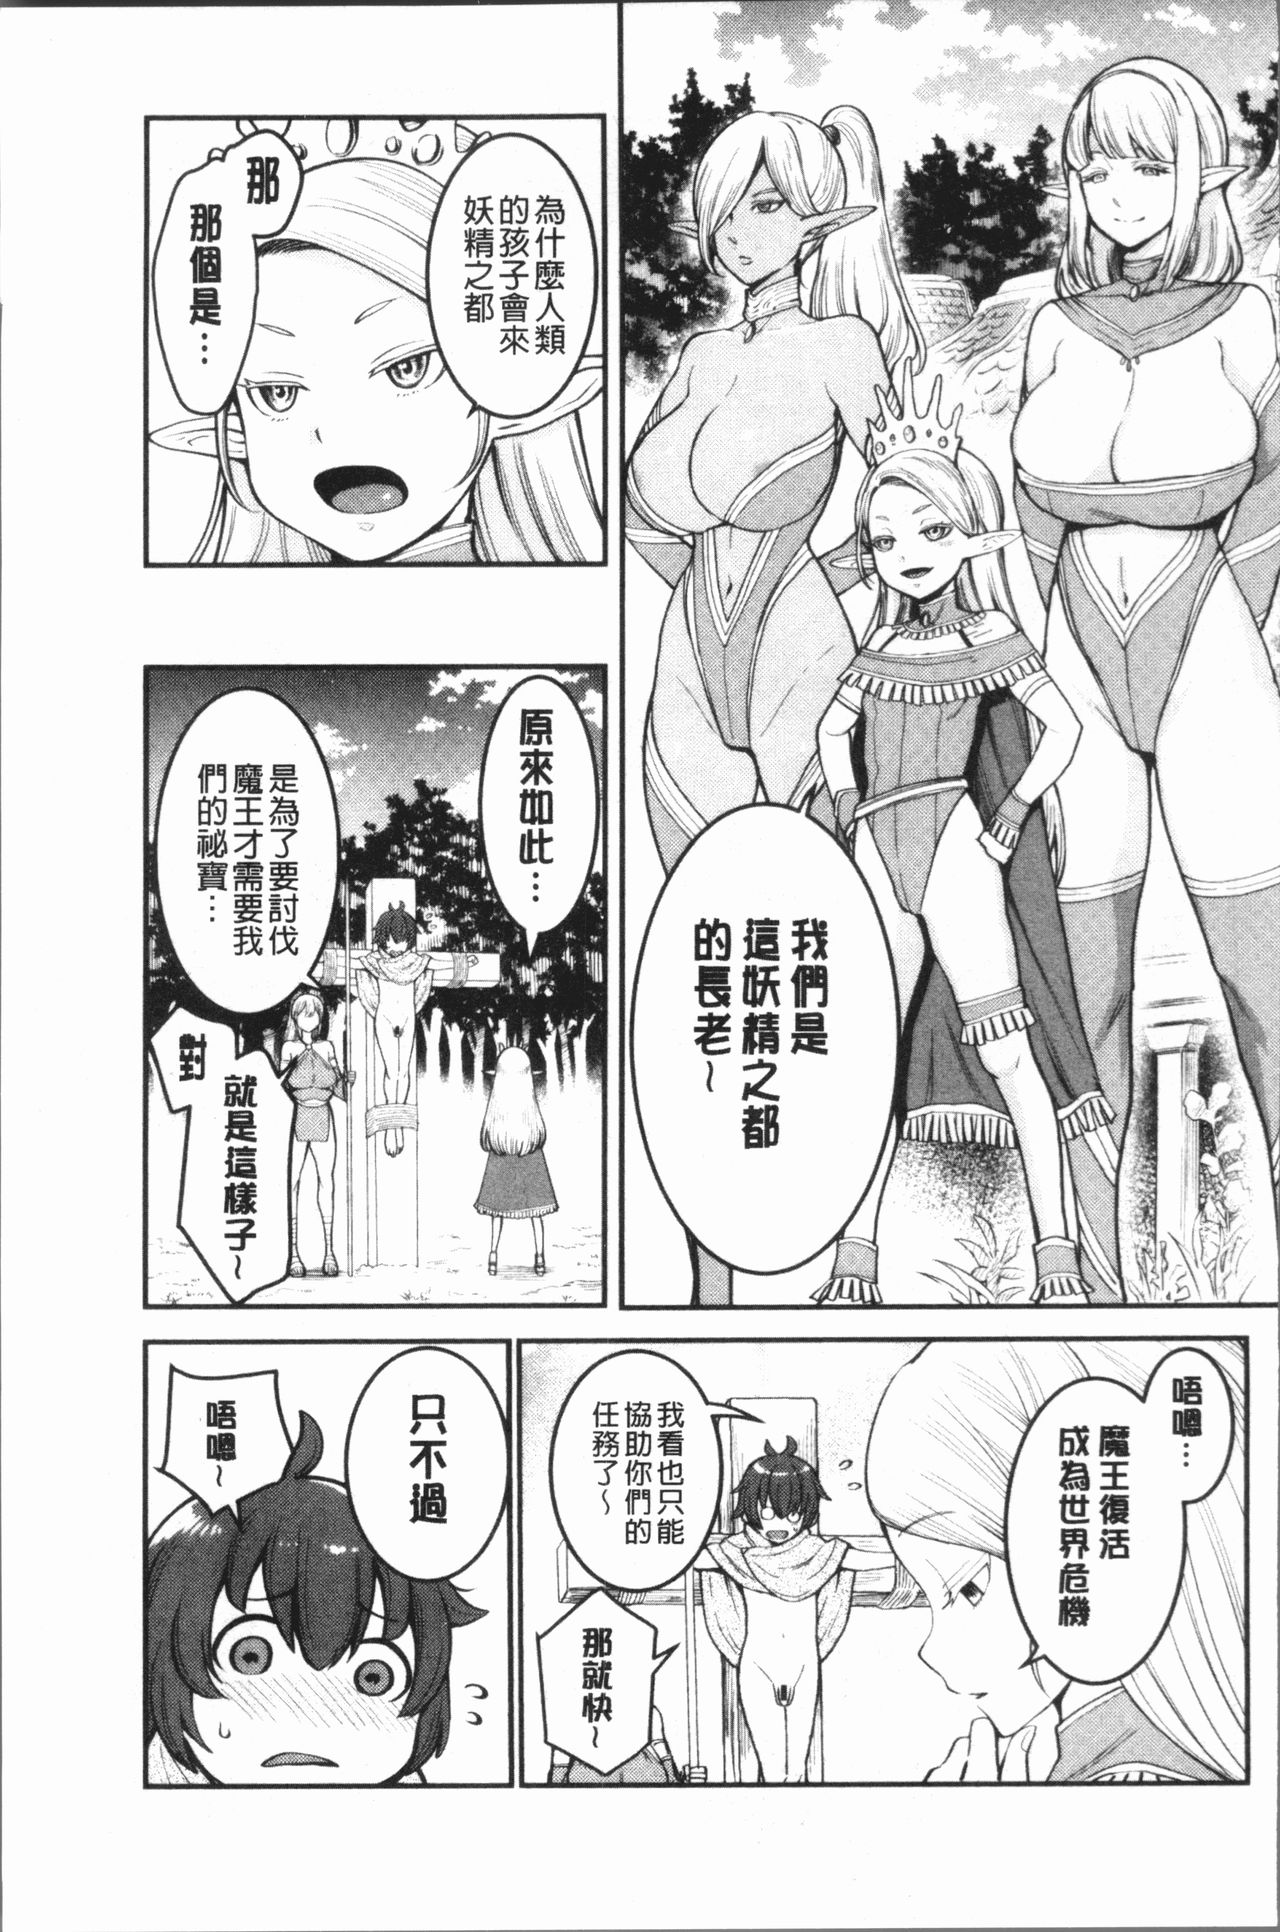 我們是
這妖精之都
的長老~
為什麼人類
的孩子會來
妖精之都
那
那個是…
原來如此…
是為了要討伐
魔王才需要我
們的祕寶…
對
就是這樣子~
唔嗯…
魔王復活
成為世界危機
我看也只能
協助你們的
任務了~
那就快~
只不過
唔嗯~